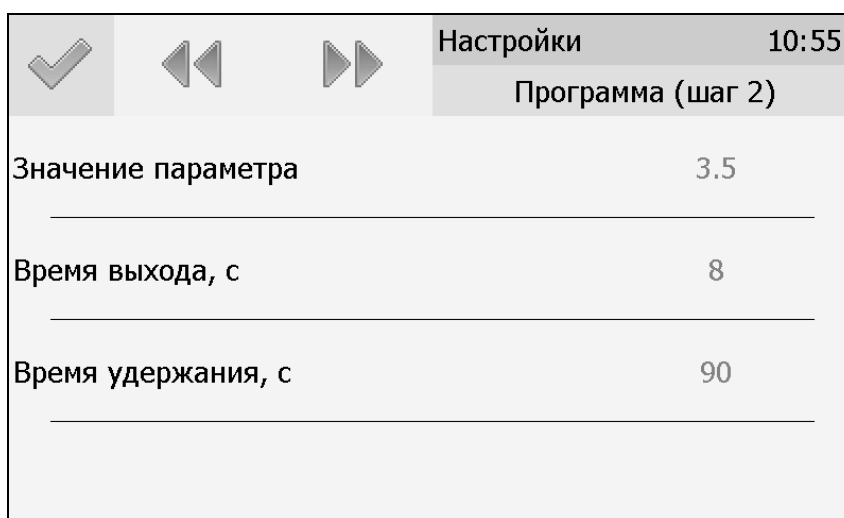 Настройки 10:55
Программа (шаг 2)
Значение параметра 3.5
Время выхода, с 8
Время удержания, с 90